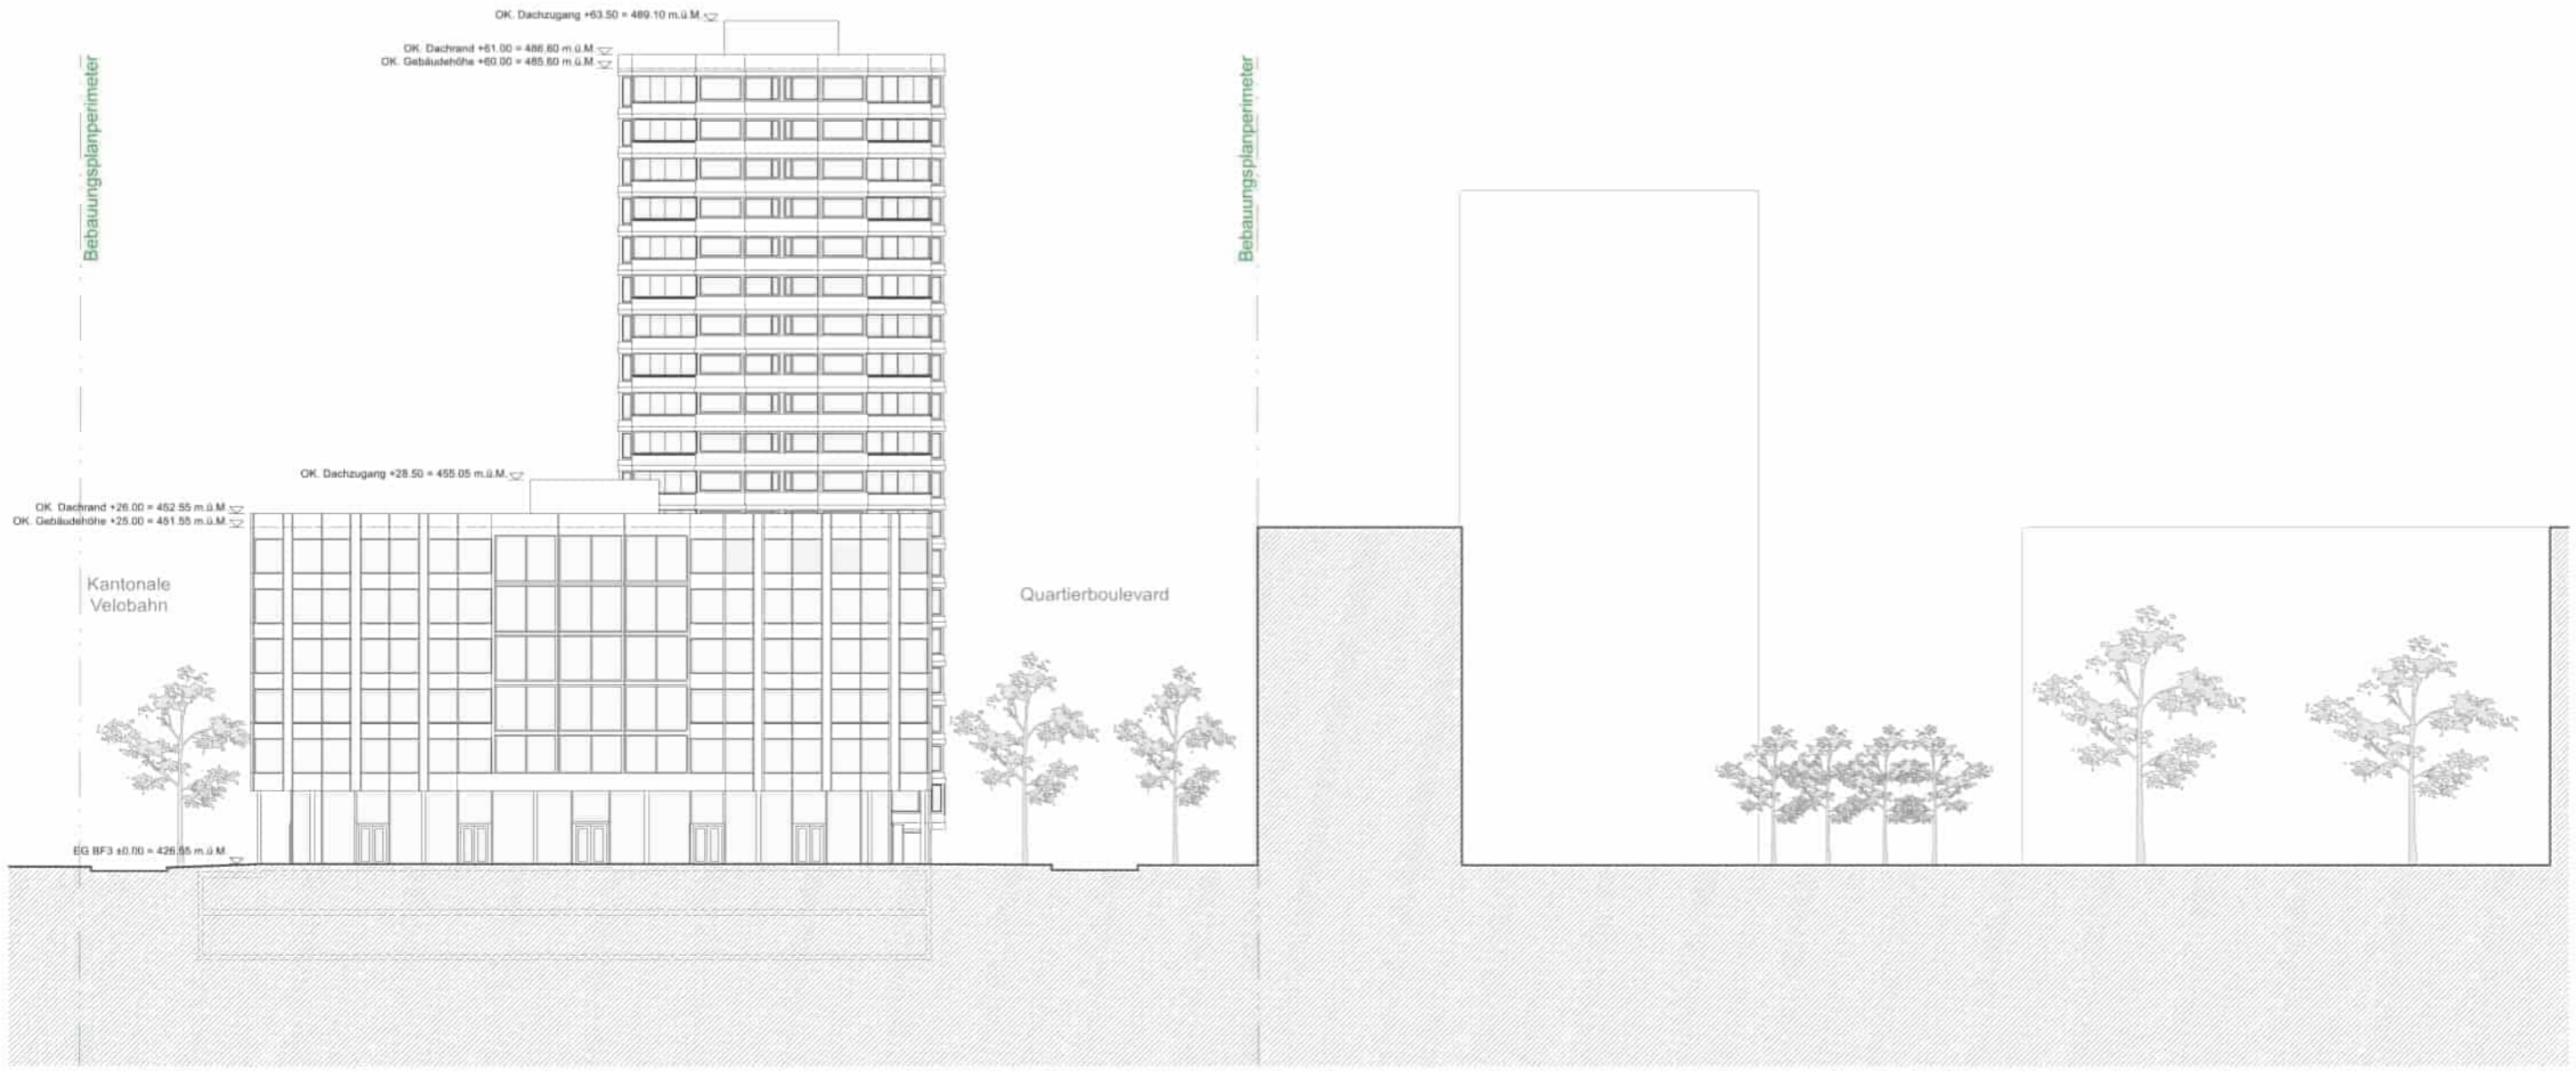 OK. Dachzugang +63.50 = 489.10 m.ü.M.
OK. Dachrand +61.00 = 486.60 m.ü.M.
OK. Gebäudehöhe +60.00 = 485.60 m.ü.M.
Bebauungsplanperimeter
Bebauungsplanperimeter
OK. Dachzugang +28.50 = 455.05 m.ü.M.
OK. Dachrand +26.00 = 452.55 m.ü.M.
OK. Gebäudehöhe +25.00 = 451.55 m.ü.M.
Kantonale
Velobahn
Quartierboulevard
EG BF3 ±0.00 = 426.55 m.ü.M.